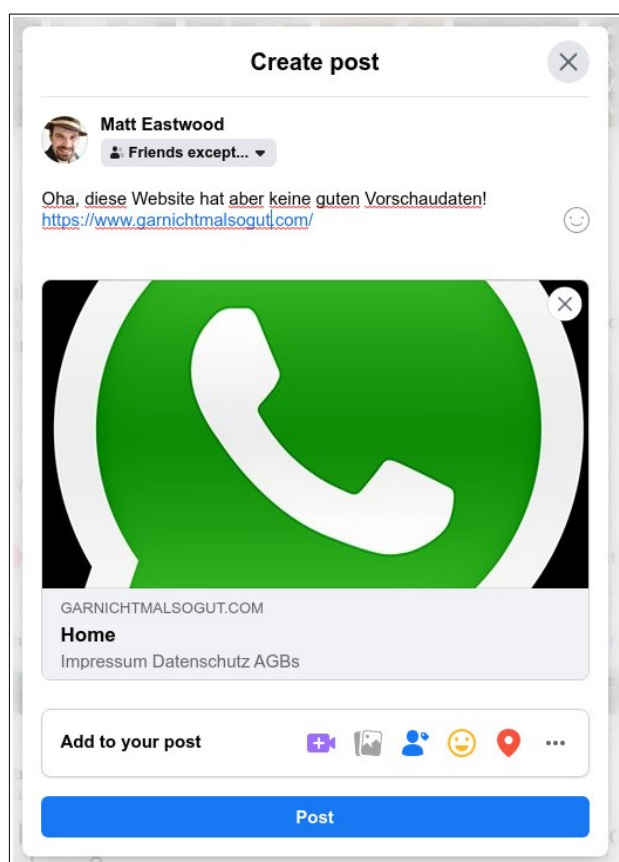 Create post
Matt Eastwood
Friends except...
Oha, diese Website hat aber keine guten Vorschaudaten!
https://www.garnichtmalsogut.com/
GARNICHTMALSOGUT.COM
Home
Impressum Datenschutz AGBs
Add to your post
Post